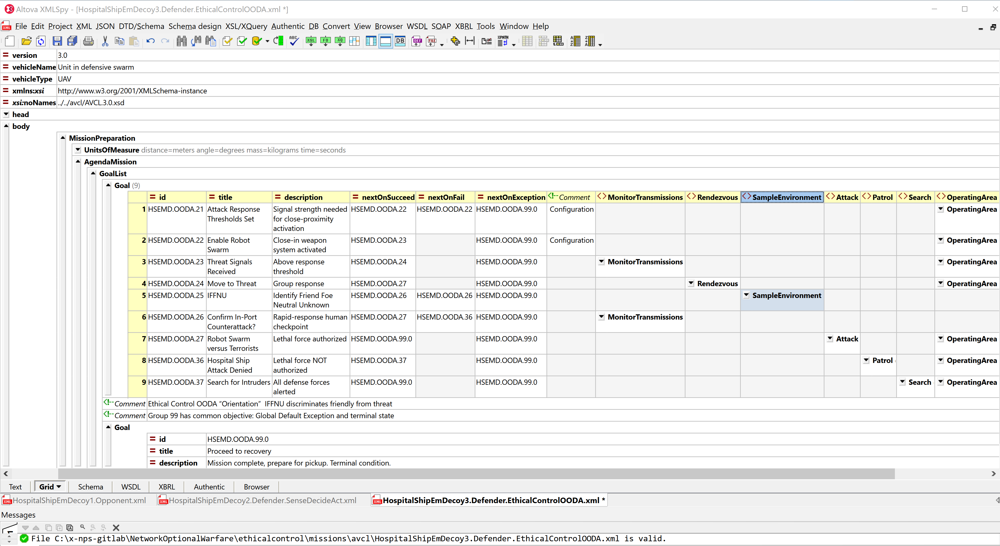 Altova XMLSpy - [HospitalShipEmDecoy3.Defender.EthicalControlOODA.xml *]
File Edit Project XML JSON DTD/Schema Schema design XSL/XQuery Authentic DB Convert View Browser WSDL SOAP XBRL Tools Window Help
version 3.0
vehicleName Unit in defensive swarm
vehicleType UAV
xmlns:xsi http://www.w3.org/2001/XMLSchema-instance
xsi:noNames ../../avcl/AVCL.3.0.xsd
head
body
MissionPreparation
UnitsOfMeasure distance=meters angle=degrees mass=kilograms time=seconds
AgendaMission
GoalList
Goal (9)
id title description nextOnSucceed nextOnFail nextOnException Comment MonitorTransmissions Rendezvous SampleEnvironment Attack Patrol Search OperatingArea
1 HSEMD.OODA.21 Attack Response Signal strength needed HSEMD.OODA.22 HSEMD.OODA.22 HSEMD.OODA.99.0 Configuration OperatingArea
Thresholds Set for close-proximity
activation
2 HSEMD.OODA.22 Enable Robot Close-in weapon HSEMD.OODA.23 HSEMD.OODA.99.0 Configuration OperatingArea
Swarm system activated
3 HSEMD.OODA.23 Threat Signals Above response HSEMD.OODA.24 HSEMD.OODA.99.0 MonitorTransmissions OperatingArea
Received threshold
4 HSEMD.OODA.24 Move to Threat Group response HSEMD.OODA.27 HSEMD.OODA.99.0 Rendezvous OperatingArea
5 HSEMD.OODA.25 IFFNU Identify Friend Foe HSEMD.OODA.26 HSEMD.OODA.26 HSEMD.OODA.99.0 SampleEnvironment
Neutral Unknown
6 HSEMD.OODA.26 Confirm In-Port Rapid-response human HSEMD.OODA.27 HSEMD.OODA.36 HSEMD.OODA.99.0 MonitorTransmissions
Counterattack? checkpoint
7 HSEMD.OODA.27 Robot Swarm Lethal force authorized HSEMD.OODA.99.0 HSEMD.OODA.99.0 Attack OperatingArea
versus Terrorists
8 HSEMD.OODA.36 Hospital Ship Lethal force NOT HSEMD.OODA.37 HSEMD.OODA.99.0 Patrol OperatingArea
Attack Denied authorized
9 HSEMD.OODA.37 Search for Intruders All defense forces HSEMD.OODA.99.0 HSEMD.OODA.99.0 Search OperatingArea
alerted
Comment Ethical Control OODA “Orientation” IFFNU discriminates friendly from threat
Comment Group 99 has common objective: Global Default Exception and terminal state
Goal
id HSEMD.OODA.99.0
title Proceed to recovery
description Mission complete, prepare for pickup. Terminal condition.
Text Grid Schema WSDL XBRL Authentic Browser
HospitalShipEmDecoy1.Opponent.xml HospitalShipEmDecoy2.Defender.SenseDecideAct.xml HospitalShipEmDecoy3.Defender.EthicalControlOODA.xml *
Messages
File C:\x-nps-gitlab\NetworkOptionalWarfare\ethicalcontrol\missions\avcl\HospitalShipEmDecoy3.Defender.EthicalControlOODA.xml is valid.